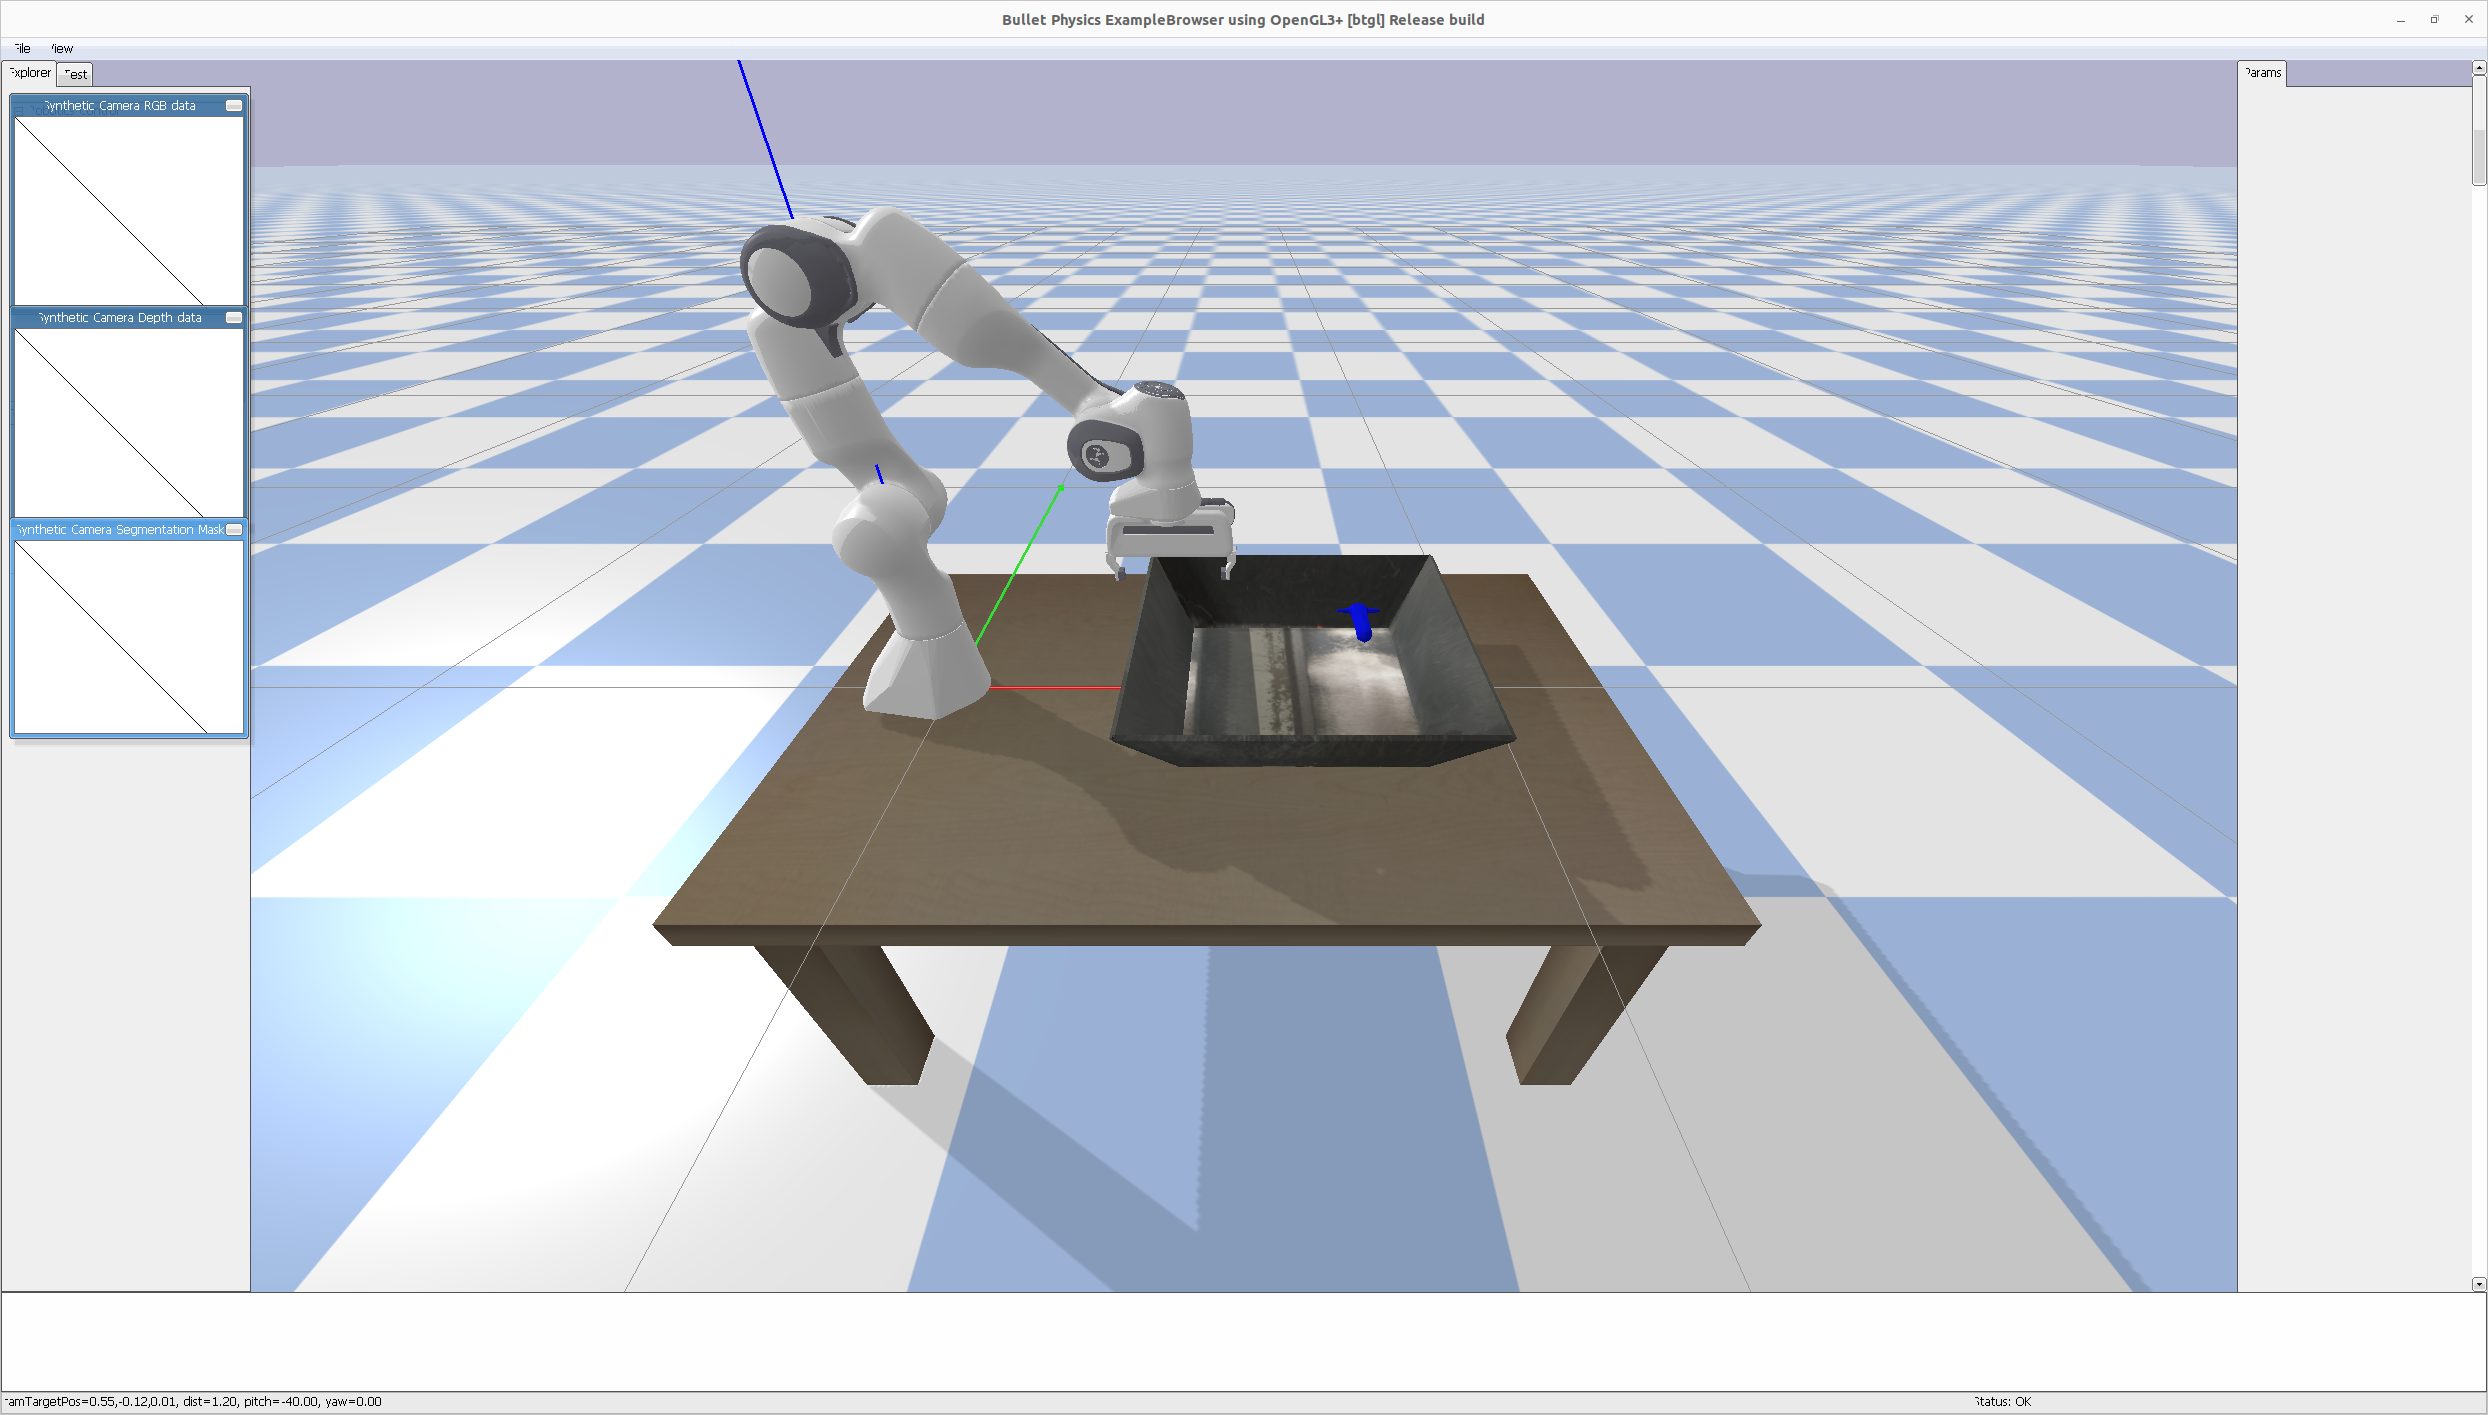 Bullet Physics ExampleBrowser using OpenGL3+ [btgl] Release build
File View
Explorer Test
Params
Synthetic Camera RGB data
Synthetic Camera Depth data
Synthetic Camera Segmentation Mask
camTargetPos=0.55,-0.12,0.01, dist=1.20, pitch=-40.00, yaw=0.00
Status: OK